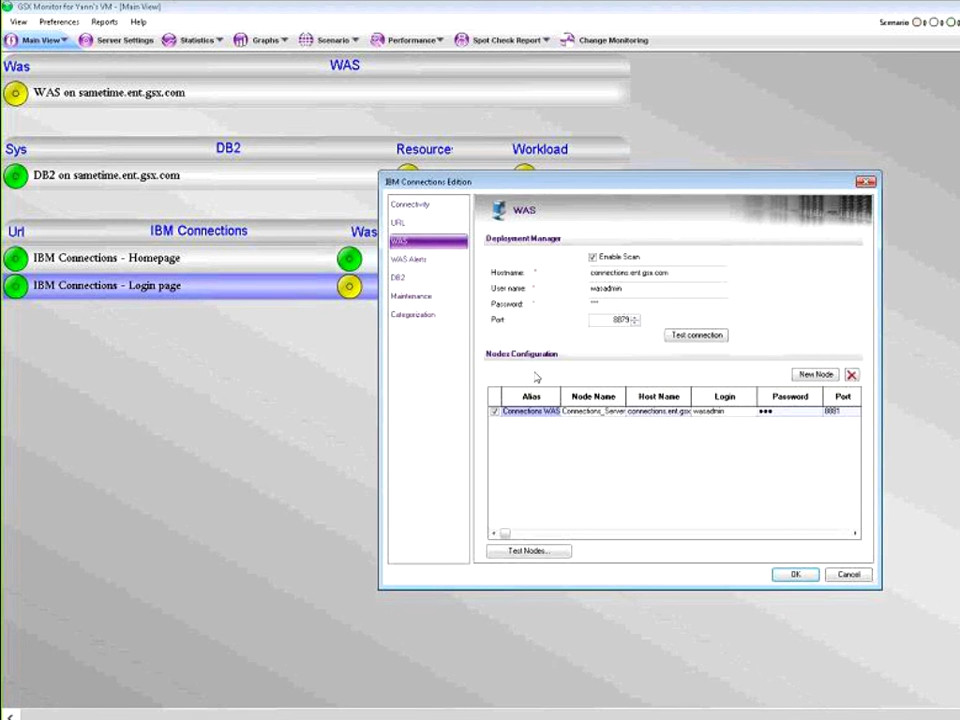 GSX Monitor for Yann's VM - [Main View]
View Preferences Reports Help
Scenario
Main View Server Settings Statistics Graphs Scenario Performance Spot Check Report Change Monitoring
Was WAS
WAS on sametime.ent.gsx.com
Sys DB2 Resource Workload
DB2 on sametime.ent.gsx.com
Url IBM Connections Was
IBM Connections - Homepage
IBM Connections - Login page
IBM Connections Edition
Connectivity
URL
WAS
WAS Alerts
DB2
Maintenance
Categorization
WAS
Deployment Manager
Enable Scan
Hostname: * connections.ent.gsx.com
User name: * wasadmin
Password: * ***
Port 8879
Test connection
Nodes Configuration
New Node
Alias Node Name Host Name Login Password Port
Connections WAS Connections_Server connections.ent.gsx wasadmin ●●● 8881
Test Nodes...
OK Cancel